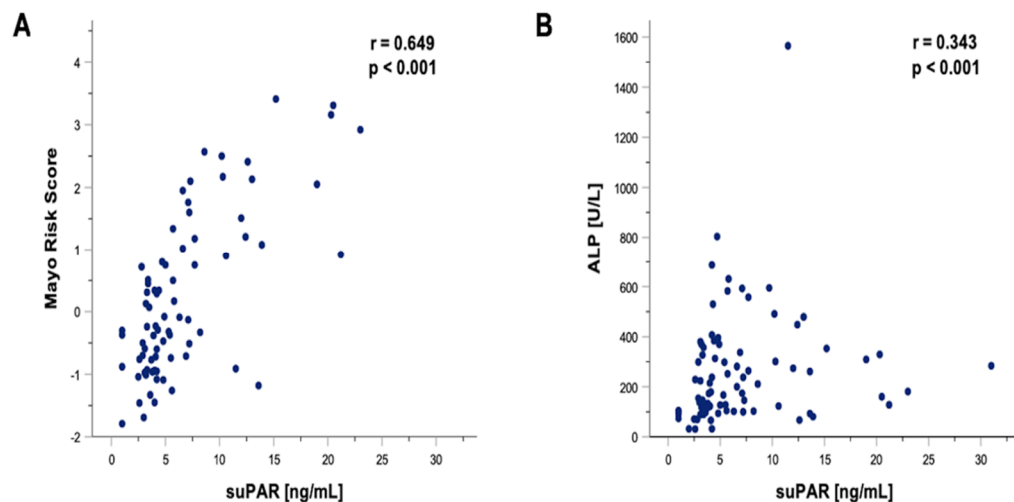 A
r = 0.649
p < 0.001
Mayo Risk Score
4
3
2
1
0
-1
-2
0 5 10 15 20 25 30
suPAR [ng/mL]
B
r = 0.343
p < 0.001
ALP [U/L]
1600
1400
1200
1000
800
600
400
200
0
0 5 10 15 20 25 30
suPAR [ng/mL]